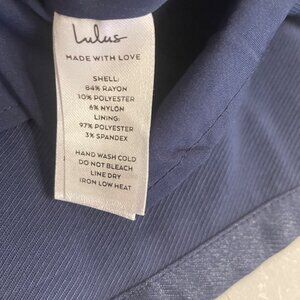 Lulus
MADE WITH LOVE
SHELL:
84% RAYON
10% POLYESTER
6% NYLON
LINING:
97% POLYESTER
3% SPANDEX
HAND WASH COLD
DO NOT BLEACH
LINE DRY
IRON LOW HEAT